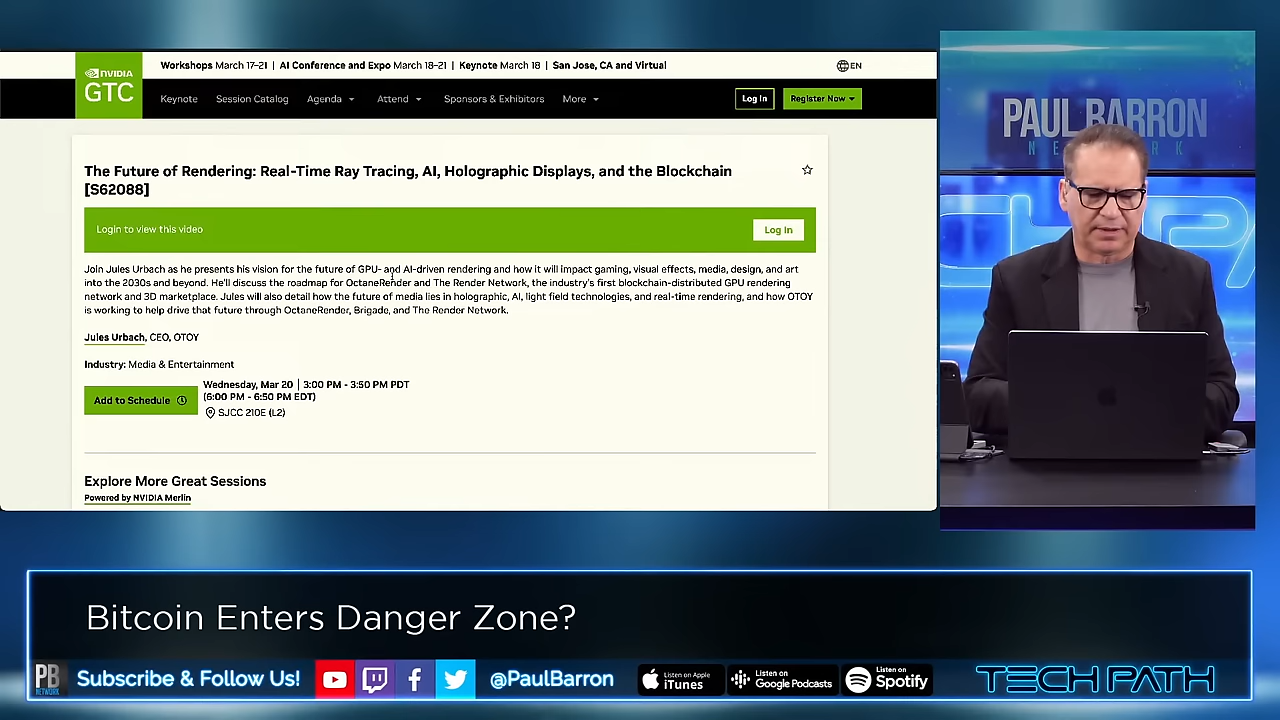 NVIDIA
GTC
Workshops March 17-21 | AI Conference and Expo March 18-21 | Keynote March 18 | San Jose, CA and Virtual
EN
Keynote Session Catalog Agenda Attend Sponsors & Exhibitors More
Log In
Register Now
The Future of Rendering: Real-Time Ray Tracing, AI, Holographic Displays, and the Blockchain
[S62088]
Login to view this video
Log In
Join Jules Urbach as he presents his vision for the future of GPU- and AI-driven rendering and how it will impact gaming, visual effects, media, design, and art
into the 2030s and beyond. He'll discuss the roadmap for OctaneRender and The Render Network, the industry's first blockchain-distributed GPU rendering
network and 3D marketplace. Jules will also detail how the future of media lies in holographic, AI, light field technologies, and real-time rendering, and how OTOY
is working to help drive that future through OctaneRender, Brigade, and The Render Network.
Jules Urbach, CEO, OTOY
Industry: Media & Entertainment
Add to Schedule
Wednesday, Mar 20 | 3:00 PM - 3:50 PM PDT
(6:00 PM - 6:50 PM EDT)
SJCC 210E (L2)
Explore More Great Sessions
Powered by NVIDIA Merlin
PAUL BARRON
Bitcoin Enters Danger Zone?
PB
NETWORK
Subscribe & Follow Us!
@PaulBarron
Listen on Apple
iTunes
Listen on
Google Podcasts
Listen on
Spotify
TECH PATH